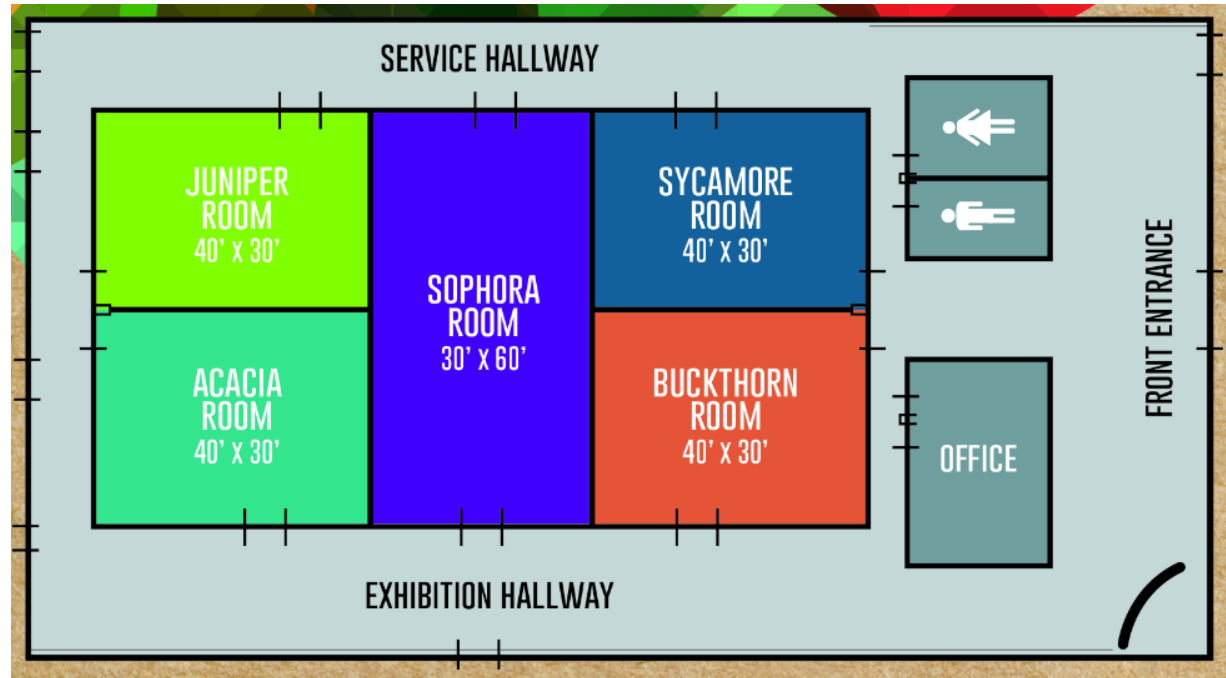 SERVICE HALLWAY
JUNIPER
ROOM
40’ X 30’
SOPHORA
ROOM
30’ X 60’
SYCAMORE
ROOM
40’ X 30’
ACACIA
ROOM
40’ X 30’
BUCKTHORN
ROOM
40’ X 30’
OFFICE
FRONT ENTRANCE
EXHIBITION HALLWAY